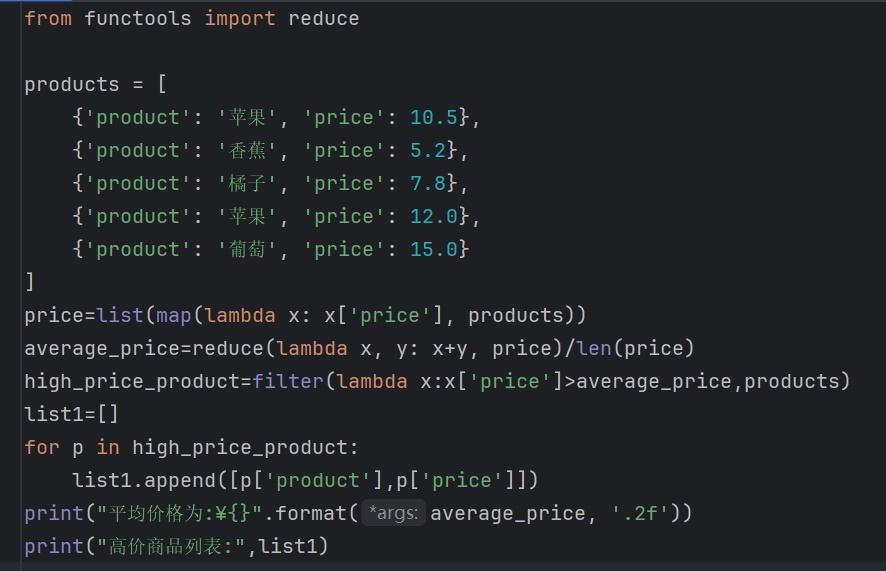 from functools import reduce

products = [
    {'product': '苹果', 'price': 10.5},
    {'product': '香蕉', 'price': 5.2},
    {'product': '橘子', 'price': 7.8},
    {'product': '苹果', 'price': 12.0},
    {'product': '葡萄', 'price': 15.0}
]
price=list(map(lambda x: x['price'], products))
average_price=reduce(lambda x, y: x+y, price)/len(price)
high_price_product=filter(lambda x:x['price']>average_price,products)
list1=[]
for p in high_price_product:
    list1.append([p['product'],p['price']])
print("平均价格为:¥{}".format( *args: average_price, '.2f'))
print("高价商品列表:",list1)